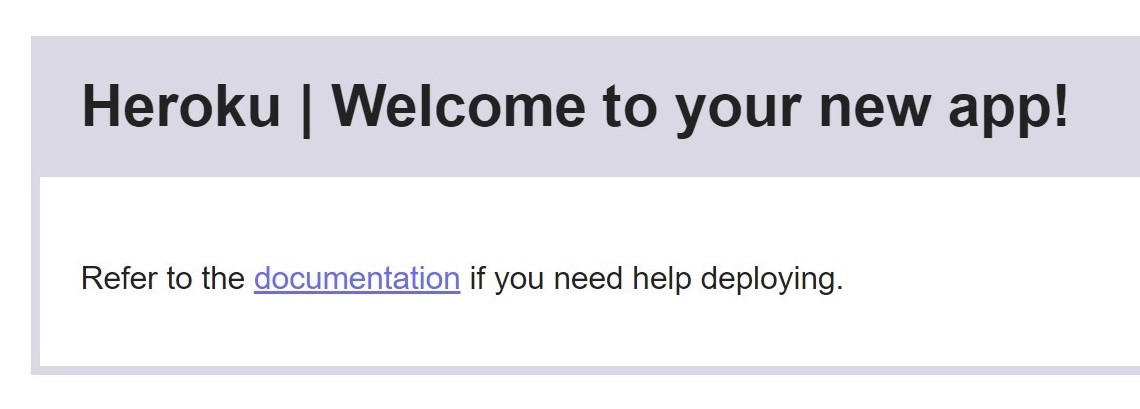 Heroku | Welcome to your new app!
Refer to the documentation if you need help deploying.